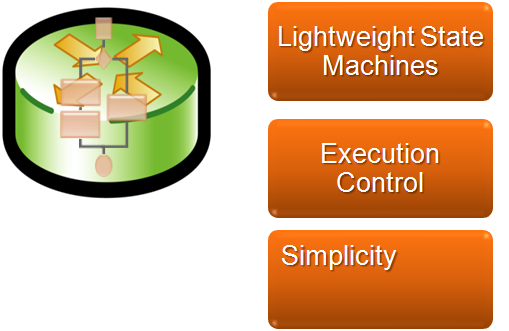 Lightweight State
Machines
Execution
Control
Simplicity